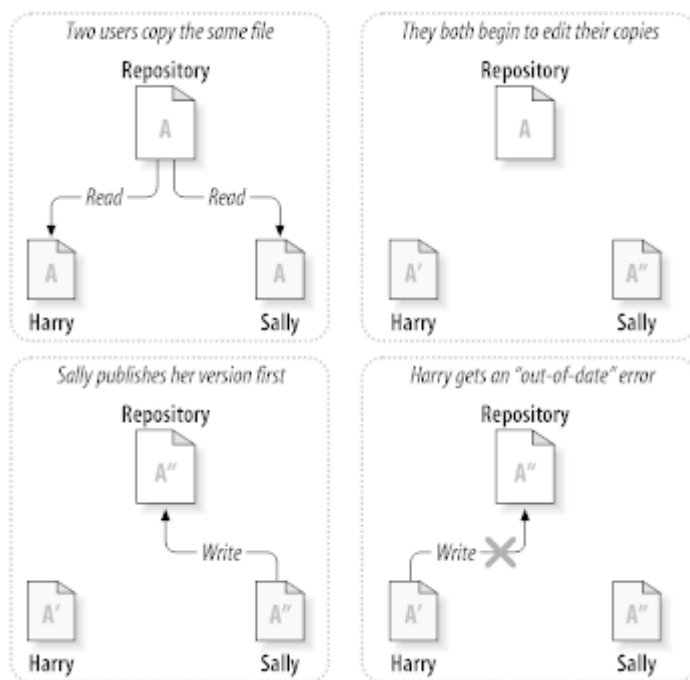 Two users copy the same file
Repository
A
Read
Read
A
A
Harry
Sally
They both begin to edit their copies
Repository
A
A′
A″
Harry
Sally
Sally publishes her version first
Repository
A″
Write
A′
A″
Harry
Sally
Harry gets an “out-of-date” error
Repository
A″
Write
A′
A″
Harry
Sally